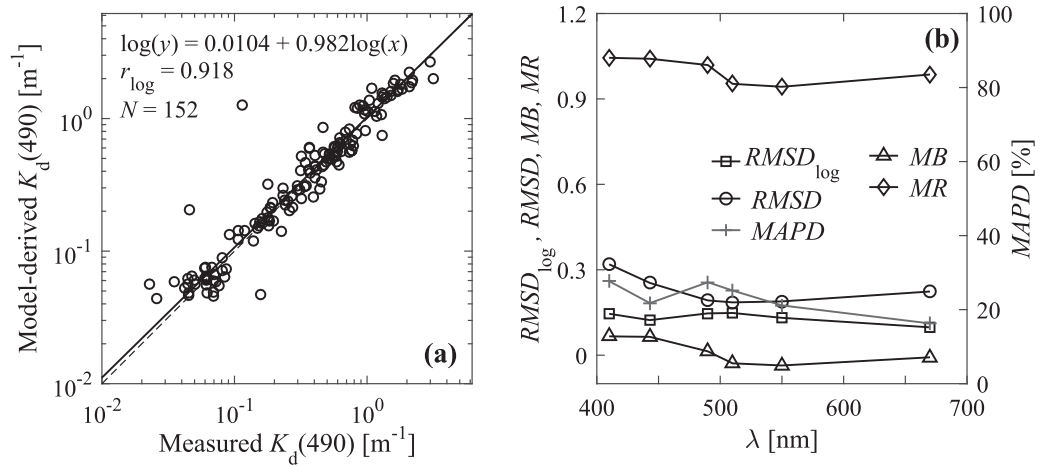 log(y) = 0.0104 + 0.982log(x)
r_log = 0.918
N = 152
(a)
Model-derived K_d(490) [m^-1]
10^0
10^-1
10^-2
10^-2 10^-1 10^0
Measured K_d(490) [m^-1]
(b)
RMSD_log, RMSD, MB, MR
1.2
0.9
0.6
0.3
0
RMSD_log
RMSD
MAPD
MB
MR
100
80
60
40
20
0
MAPD [%]
400 500 600 700
λ [nm]